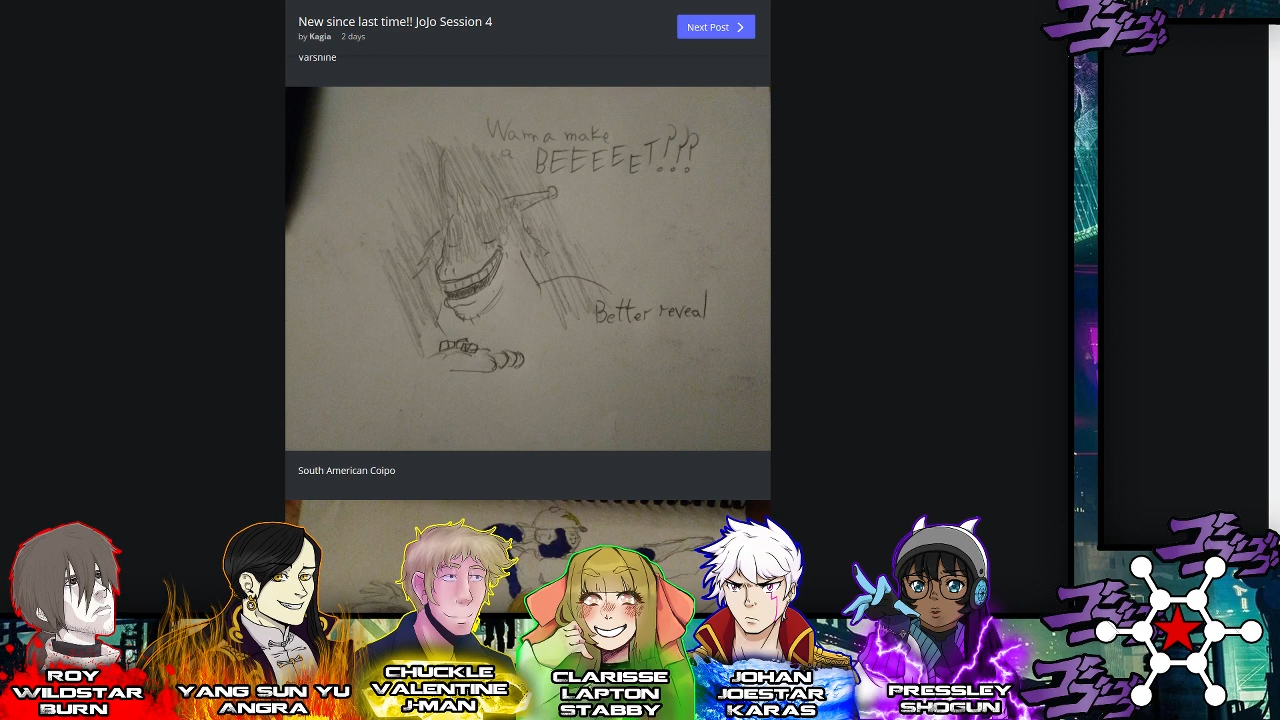 New since last time!! JoJo Session 4
by Kagia 2 days
Next Post
varsnine
Wanna make
a BEEEEET!???
Better reveal
South American Coipo
ROY
WILDSTAR
BURN
YANG SUN YU
ANGRA
CHUCKLE
VALENTINE
J-MAN
CLARISSE
LAPTON
STABBY
JOHAN
JOESTAR
KARAS
PRESSLEY
SHOGUN